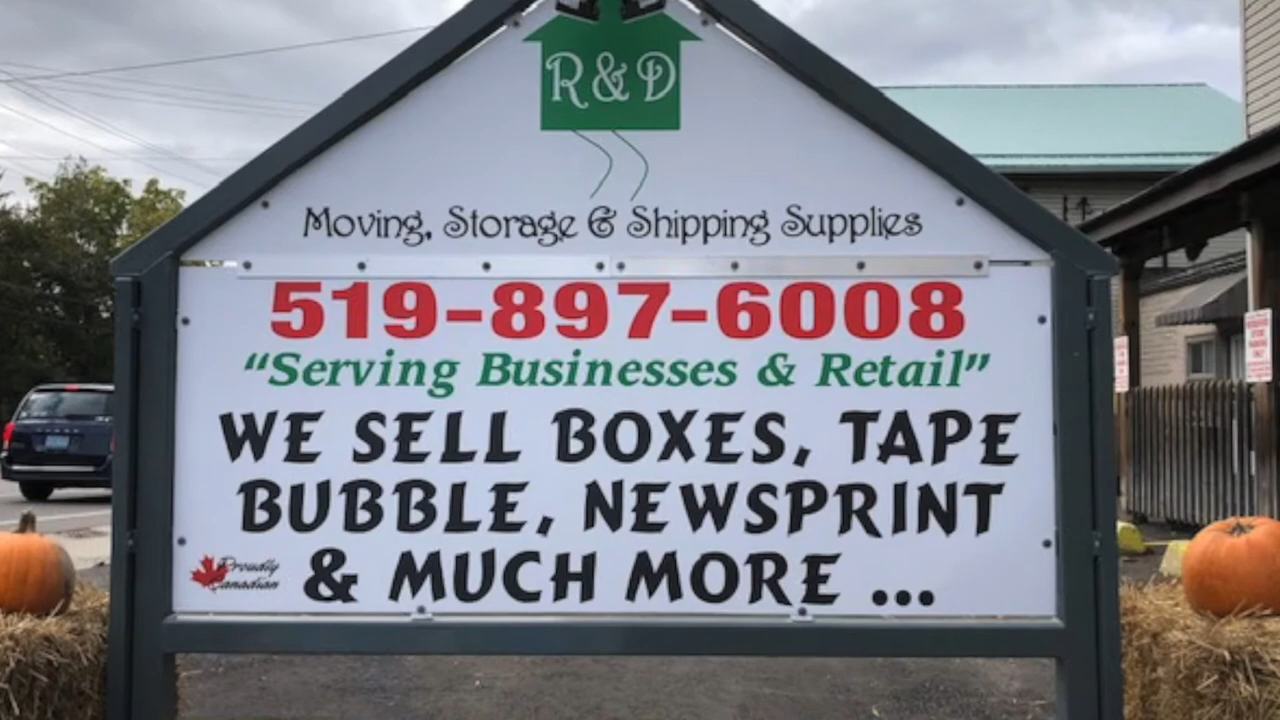 R&D
Moving, Storage & Shipping Supplies
519-897-6008
"Serving Businesses & Retail"
WE SELL BOXES, TAPE
BUBBLE, NEWSPRINT
& MUCH MORE ...
Proudly
Canadian